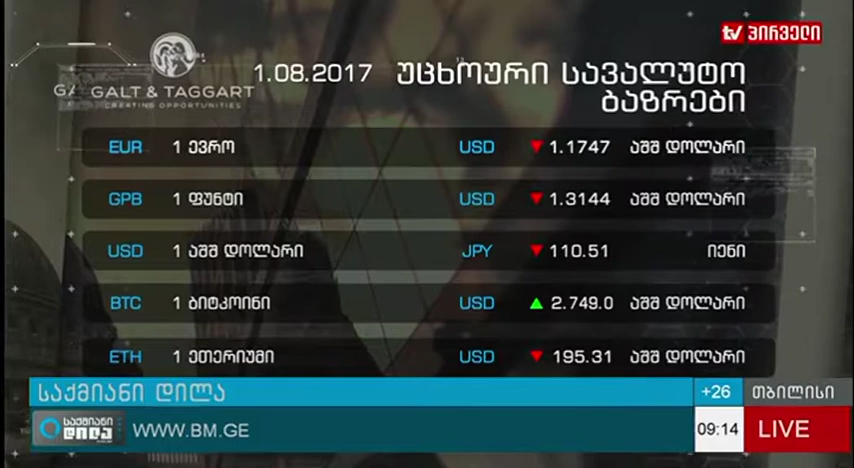 tv პირველი
GALT & TAGGART
CREATING OPPORTUNITIES
1.08.2017 უცხოური სავალუტო
ბაზრები
EUR 1 ევრო USD ▼ 1.1747 აშშ დოლარი
GPB 1 ფუნტი USD ▼ 1.3144 აშშ დოლარი
USD 1 აშშ დოლარი JPY ▼ 110.51 იენი
BTC 1 ბიტკოინი USD ▲ 2.749.0 აშშ დოლარი
ETH 1 ეთერიუმი USD ▼ 195.31 აშშ დოლარი
საქმიანი დილა +26 თბილისი
საქმიანი დილა WWW.BM.GE 09:14 LIVE